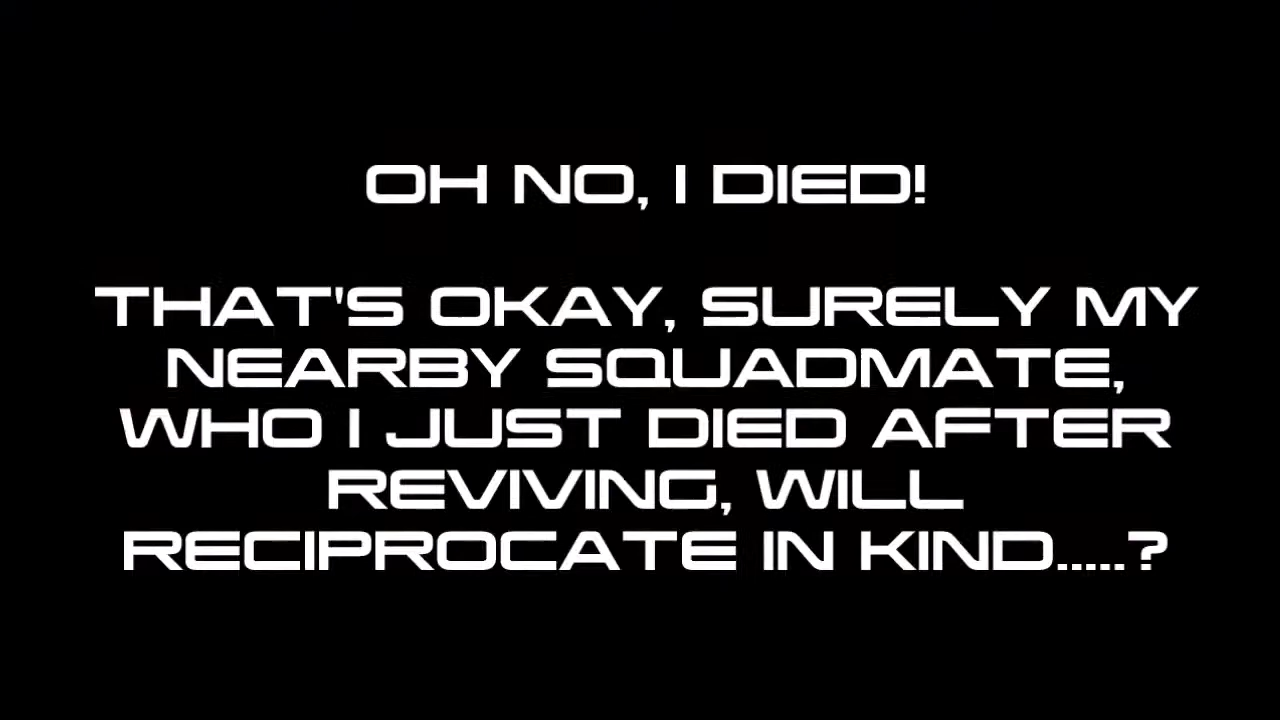 OH NO, I DIED!
THAT'S OKAY, SURELY MY
NEARBY SQUADMATE,
WHO I JUST DIED AFTER
REVIVING, WILL
RECIPROCATE IN KIND.....?